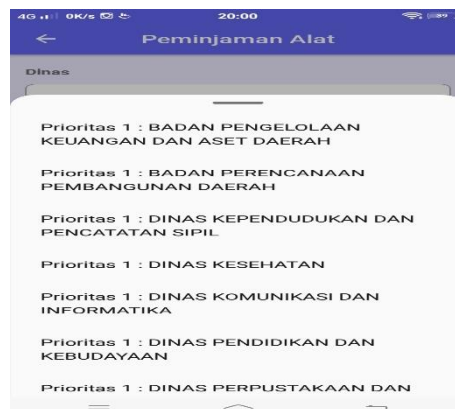 4G 0K/s 20:00 89
Peminjaman Alat
Dinas
Prioritas 1 : BADAN PENGELOLAAN
KEUANGAN DAN ASET DAERAH
Prioritas 1 : BADAN PERENCANAAN
PEMBANGUNAN DAERAH
Prioritas 1 : DINAS KEPENDUDUKAN DAN
PENCATATAN SIPIL
Prioritas 1 : DINAS KESEHATAN
Prioritas 1 : DINAS KOMUNIKASI DAN
INFORMATIKA
Prioritas 1 : DINAS PENDIDIKAN DAN
KEBUDAYAAN
Prioritas 1 : DINAS PERPUSTAKAAN DAN